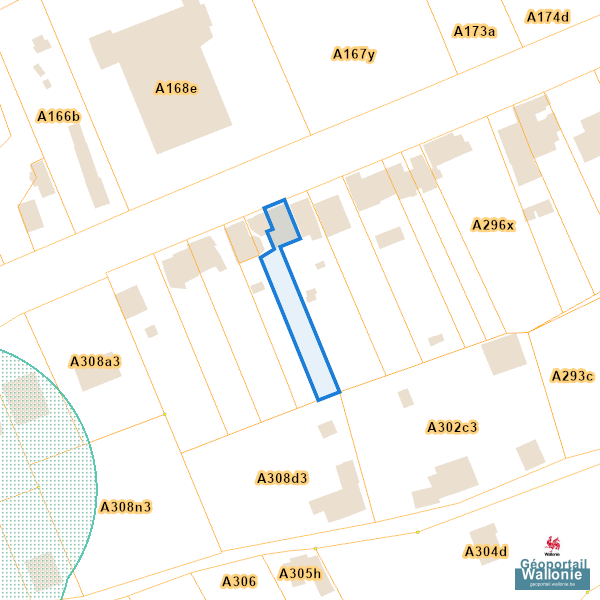 A174d
A173a
A167y
A168e
A166b
A296x
A308a3
A293c
A302c3
A308d3
A308n3
A304d
A305h
A306
Wallonie
Géoportail
Wallonie
geoportail.wallonie.be